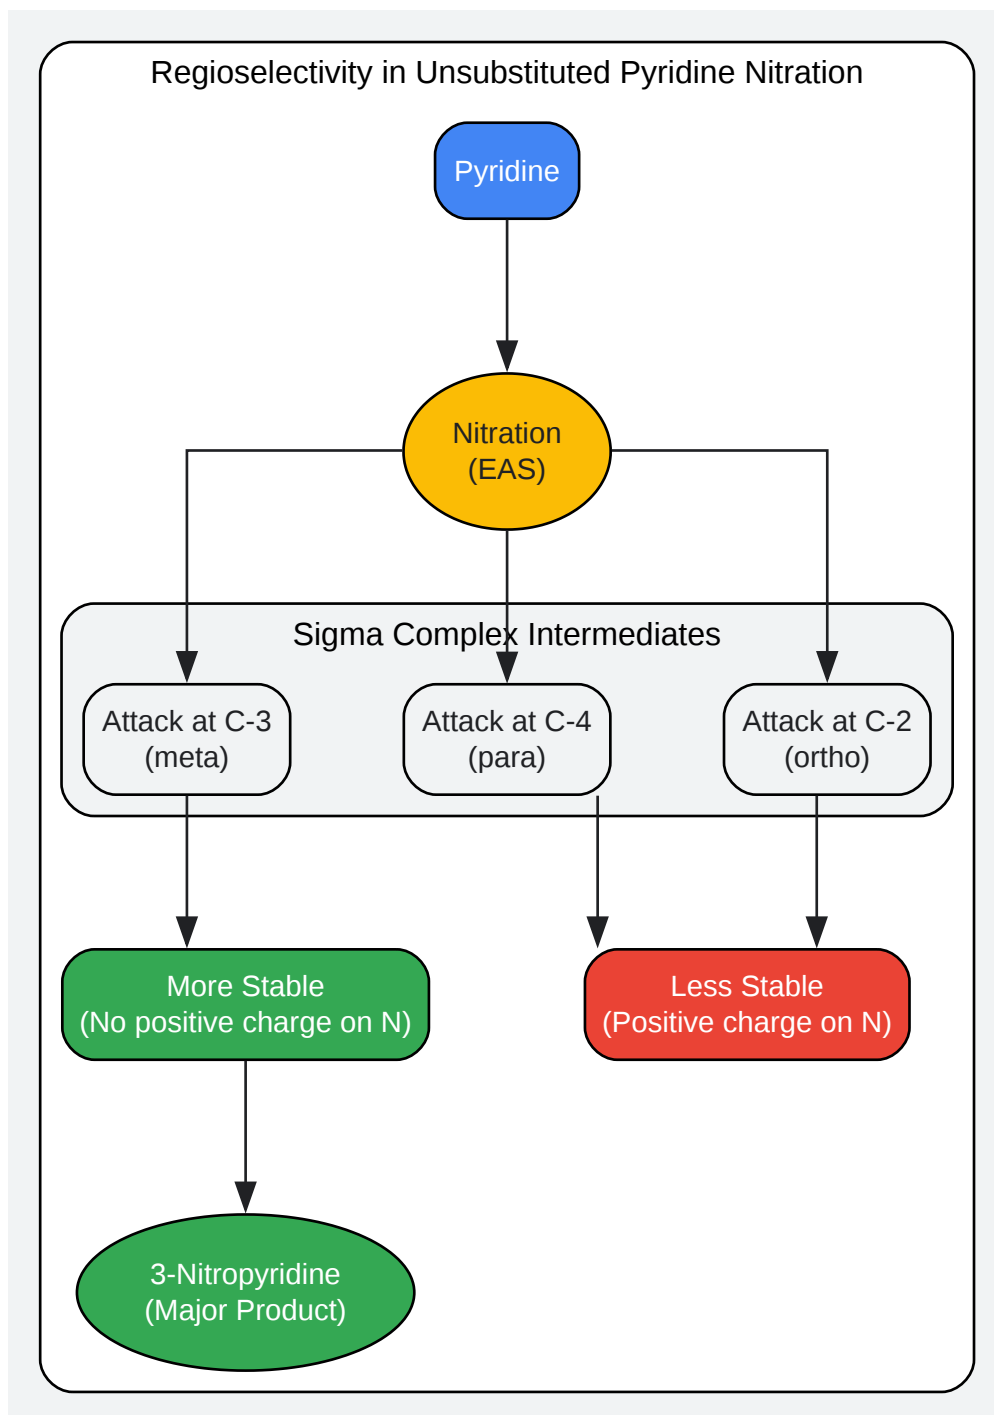 Regioselectivity in Unsubstituted Pyridine Nitration
Pyridine
Nitration
(EAS)
Sigma Complex Intermediates
Attack at C-3
(meta)
Attack at C-4
(para)
Attack at C-2
(ortho)
More Stable
(No positive charge on N)
Less Stable
(Positive charge on N)
3-Nitropyridine
(Major Product)